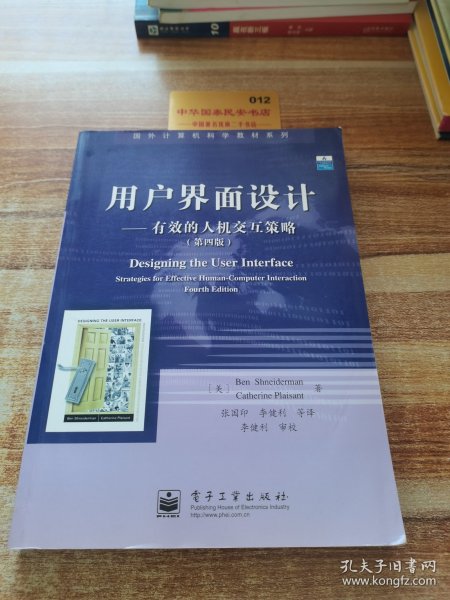 012
中华国泰民安书店
国外计算机科学教材系列
用户界面设计
——有效的人机交互策略
(第四版)
Designing the User Interface
Strategies for Effective Human-Computer Interaction
Fourth Edition
DESIGNING THE USER INTERFACE
Ben Shneiderman
Catherine Plaisant
[美]
Ben Shneiderman
Catherine Plaisant
著
张国印 李健利 等译
李健利 审校
电子工业出版社
Publishing House of Electronics Industry
http://www.phei.com.cn
PHEI
孔夫子旧书网
www.kongfz.com